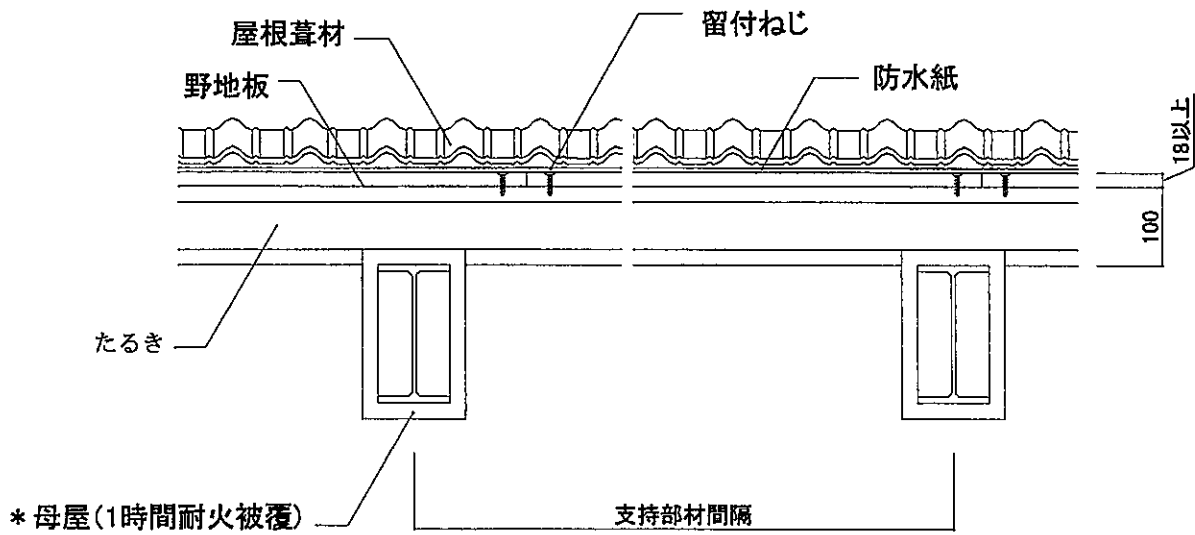 留付ねじ
屋根葺材
野地板
防水紙
18以上
100
たるき
＊母屋(1時間耐火被覆)
支持部材間隔